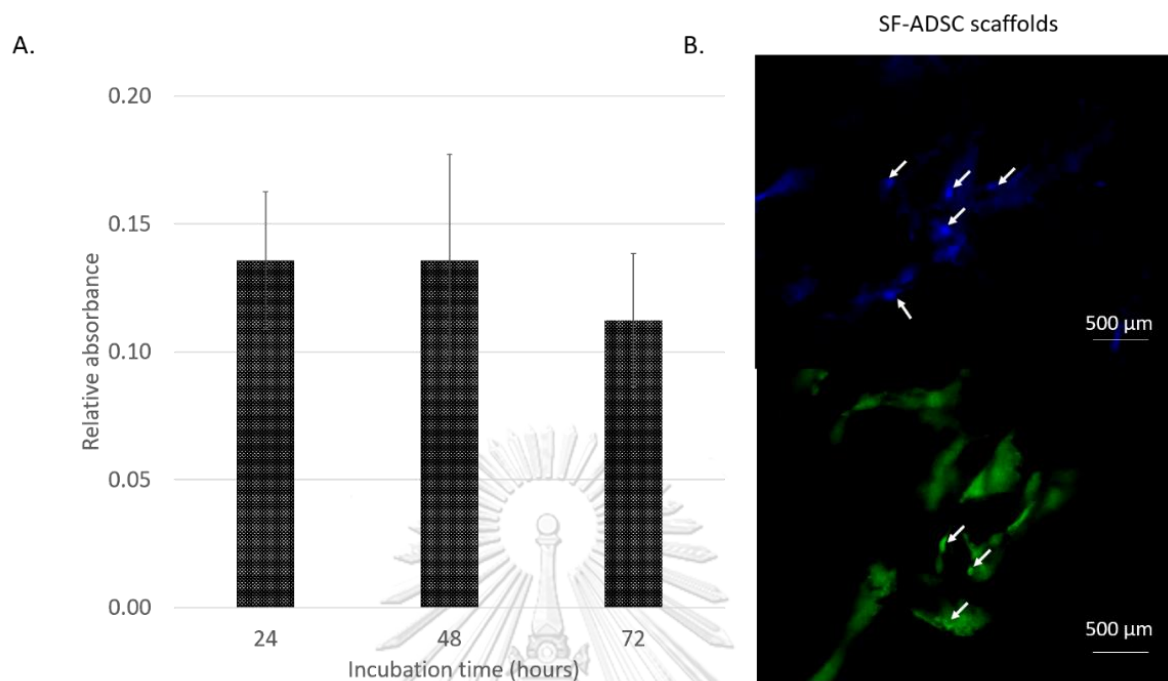 A.
0.20
0.15
0.10
0.05
0.00
Relative absorbance
24 48 72
Incubation time (hours)
B.
SF-ADSC scaffolds
500 µm
500 µm